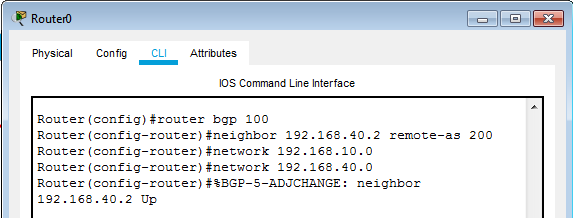 Router0
Physical Config CLI Attributes
IOS Command Line Interface
Router(config)#router bgp 100
Router(config-router)#neighbor 192.168.40.2 remote-as 200
Router(config-router)#network 192.168.10.0
Router(config-router)#network 192.168.40.0
Router(config-router)#%BGP-5-ADJCHANGE: neighbor
192.168.40.2 Up